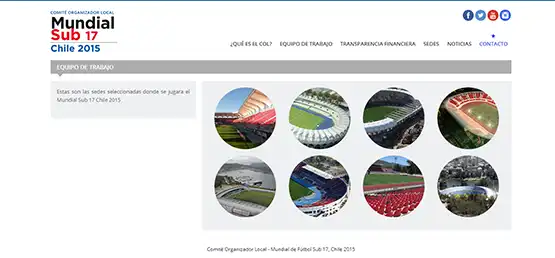 COMITÉ ORGANIZADOR LOCAL
Mundial
Sub 17
Chile 2015
¿QUÉ ES EL COL? EQUIPO DE TRABAJO TRANSPARENCIA FINANCIERA SEDES NOTICIAS CONTACTO
EQUIPO DE TRABAJO
Estas son las sedes seleccionadas donde se jugara el
Mundial Sub 17 Chile 2015
Comité Organizador Local - Mundial de Fútbol Sub 17, Chile 2015